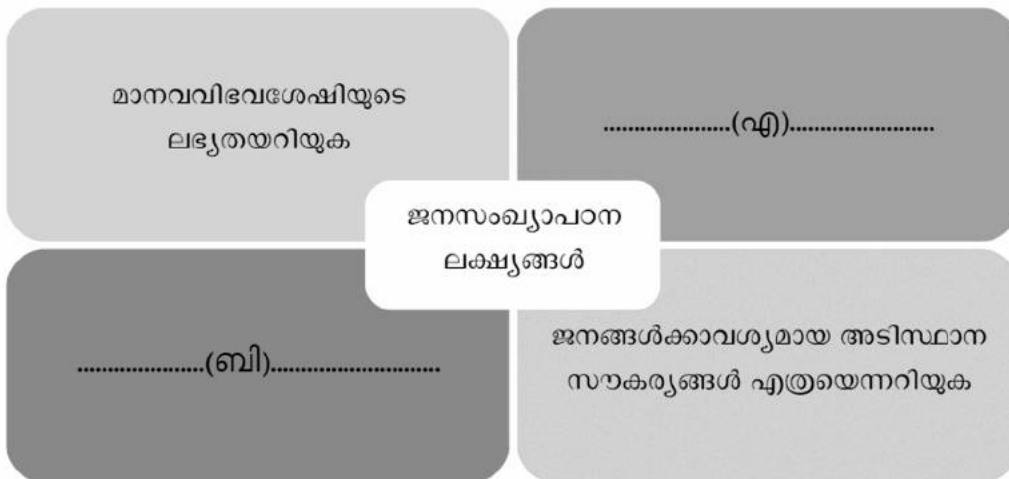 മാനവവിഭവശേഷിയുടെ
ലഭ്യതയറിയുക
.....................(എ)........................
ജനസംഖ്യാപഠന
ലക്ഷ്യങ്ങൾ
.....................(ബി)............................
ജനങ്ങൾക്കാവശ്യമായ അടിസ്ഥാന
സൗകര്യങ്ങൾ എത്രയെന്നറിയുക